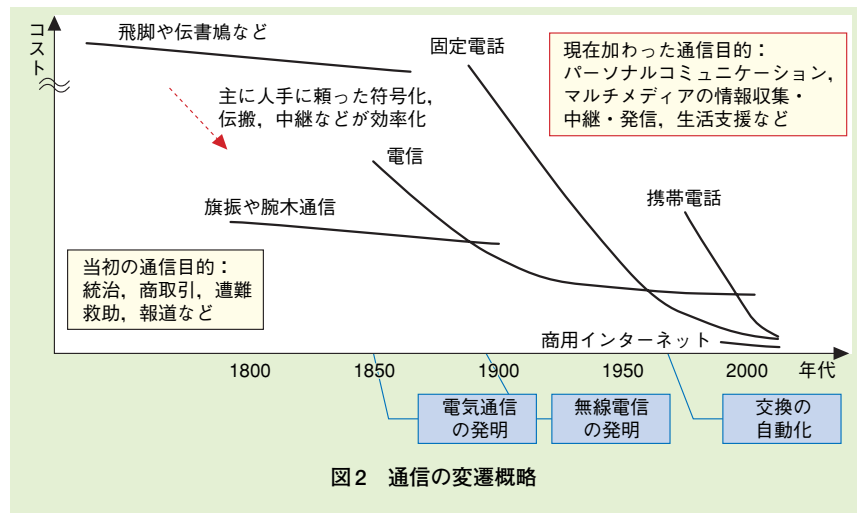 コスト
飛脚や伝書鳩など
固定電話
現在加わった通信目的：
パーソナルコミュニケーション，
マルチメディアの情報収集・
中継・発信，生活支援など
主に人手に頼った符号化，
伝搬，中継などが効率化
電信
旗振や腕木通信
携帯電話
当初の通信目的：
統治，商取引，遭難
救助，報道など
商用インターネット
1800
1850
1900
1950
2000
年代
電気通信
の発明
無線電信
の発明
交換の
自動化
図2 通信の変遷概略